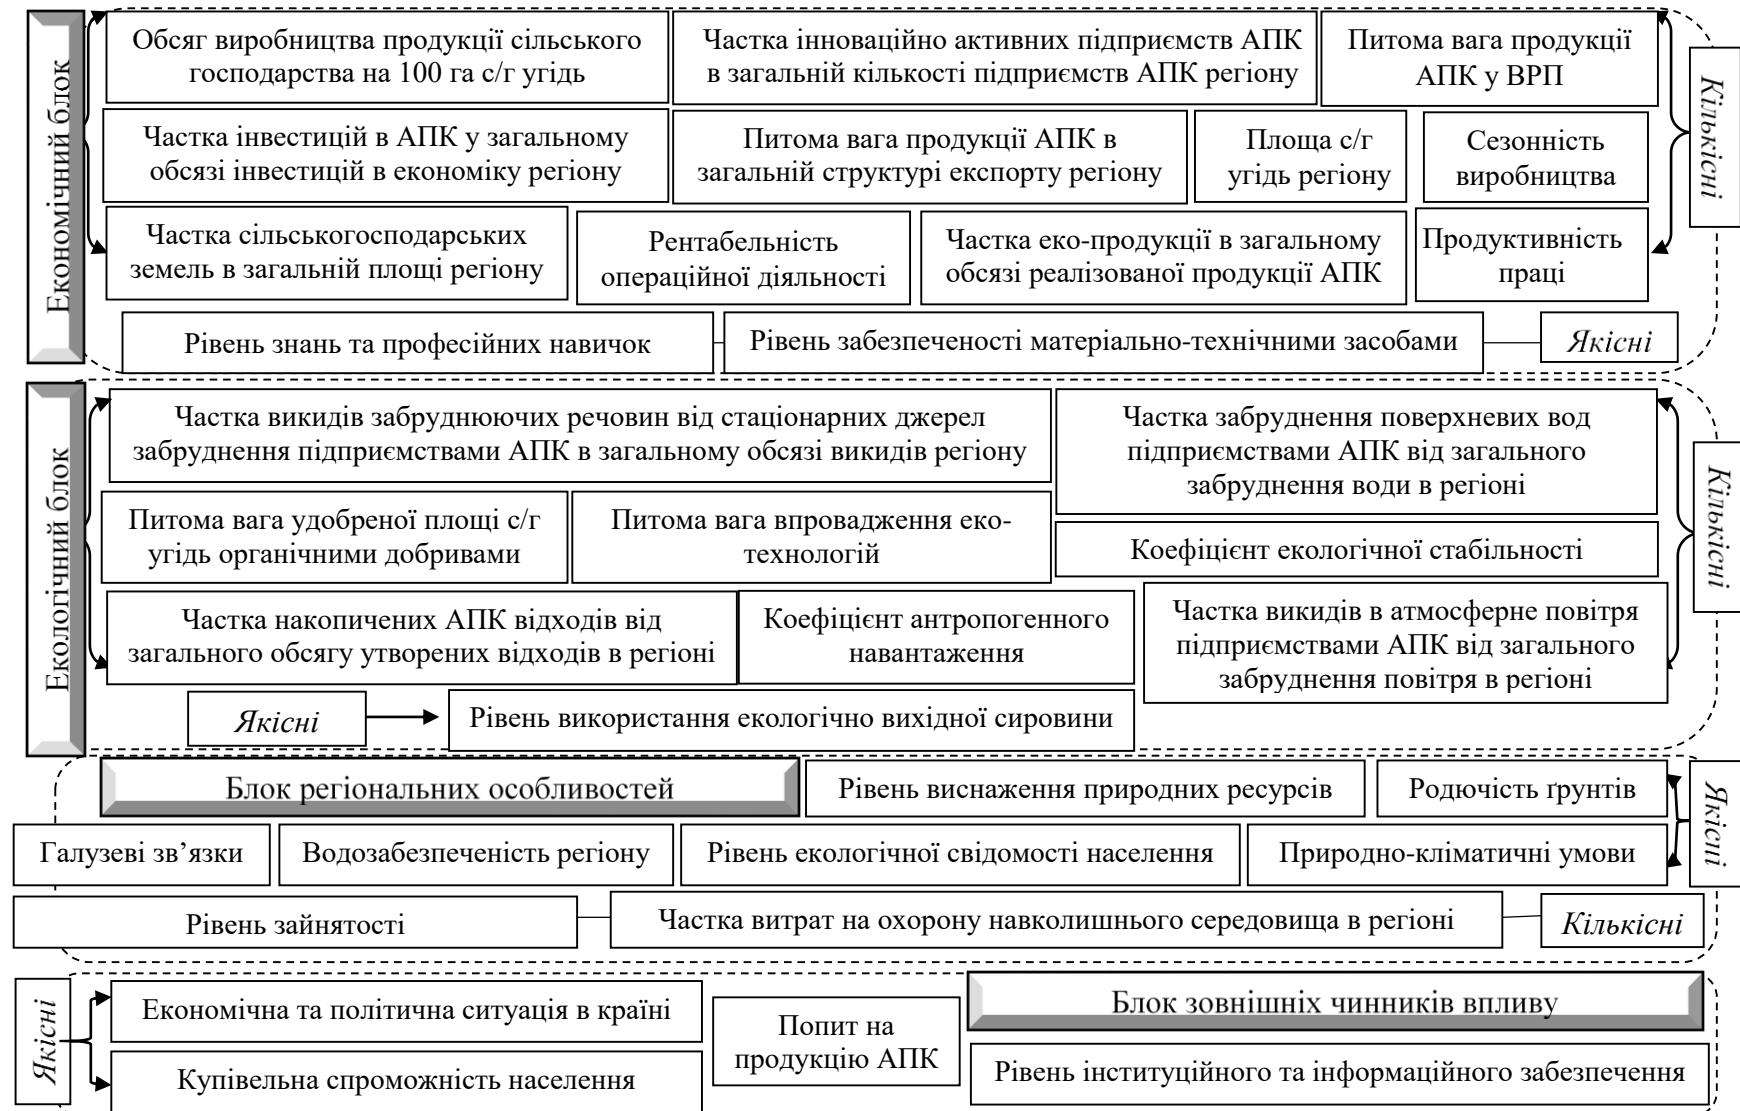 Економічний блок
Обсяг виробництва продукції сільського
господарства на 100 га с/г угідь
Частка інноваційно активних підприємств АПК
в загальній кількості підприємств АПК регіону
Питома вага продукції
АПК у ВРП
Кількісні
Частка інвестицій в АПК у загальному
обсязі інвестицій в економіку регіону
Питома вага продукції АПК в
загальній структурі експорту регіону
Площа с/г
угідь регіону
Сезонність
виробництва
Частка сільськогосподарських
земель в загальній площі регіону
Рентабельність
операційної діяльності
Частка еко-продукції в загальному
обсязі реалізованої продукції АПК
Продуктивність
праці
Рівень знань та професійних навичок
Рівень забезпеченості матеріально-технічними засобами
Якісні
Екологічний блок
Частка викидів забруднюючих речовин від стаціонарних джерел
забруднення підприємствами АПК в загальному обсязі викидів регіону
Частка забруднення поверхневих вод
підприємствами АПК від загального
забруднення води в регіоні
Кількісні
Питома вага удобреної площі с/г
угідь органічними добривами
Питома вага впровадження еко-
технологій
Коефіцієнт екологічної стабільності
Частка накопичених АПК відходів від
загального обсягу утворених відходів в регіоні
Коефіцієнт антропогенного
навантаження
Частка викидів в атмосферне повітря
підприємствами АПК від загального
забруднення повітря в регіоні
Якісні
Рівень використання екологічно вихідної сировини
Блок регіональних особливостей
Рівень виснаження природних ресурсів
Родючість ґрунтів
Якісні
Галузеві зв’язки
Водозабезпеченість регіону
Рівень екологічної свідомості населення
Природно-кліматичні умови
Рівень зайнятості
Частка витрат на охорону навколишнього середовища в регіоні
Кількісні
Якісні
Економічна та політична ситуація в країні
Попит на
продукцію АПК
Блок зовнішніх чинників впливу
Купівельна спроможність населення
Рівень інституційного та інформаційного забезпечення